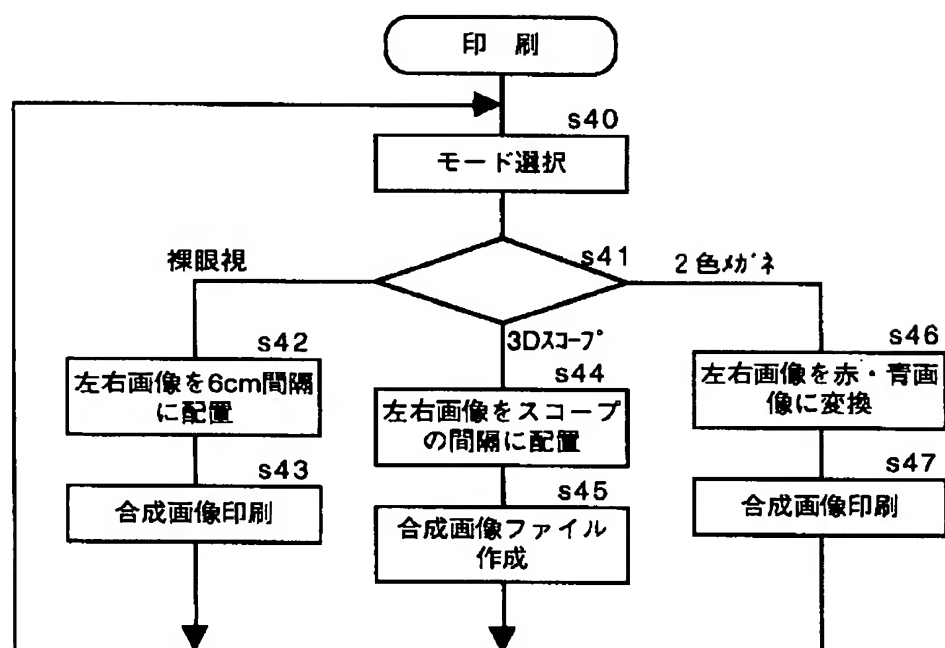 印 刷
s40
モード選択
s41
裸眼視
2色メガネ
3Dスコープ
s42
左右画像を6cm間隔
に配置
s43
合成画像印刷
s44
左右画像をスコープ
の間隔に配置
s45
合成画像ファイル
作成
s46
左右画像を赤・青画
像に変換
s47
合成画像印刷